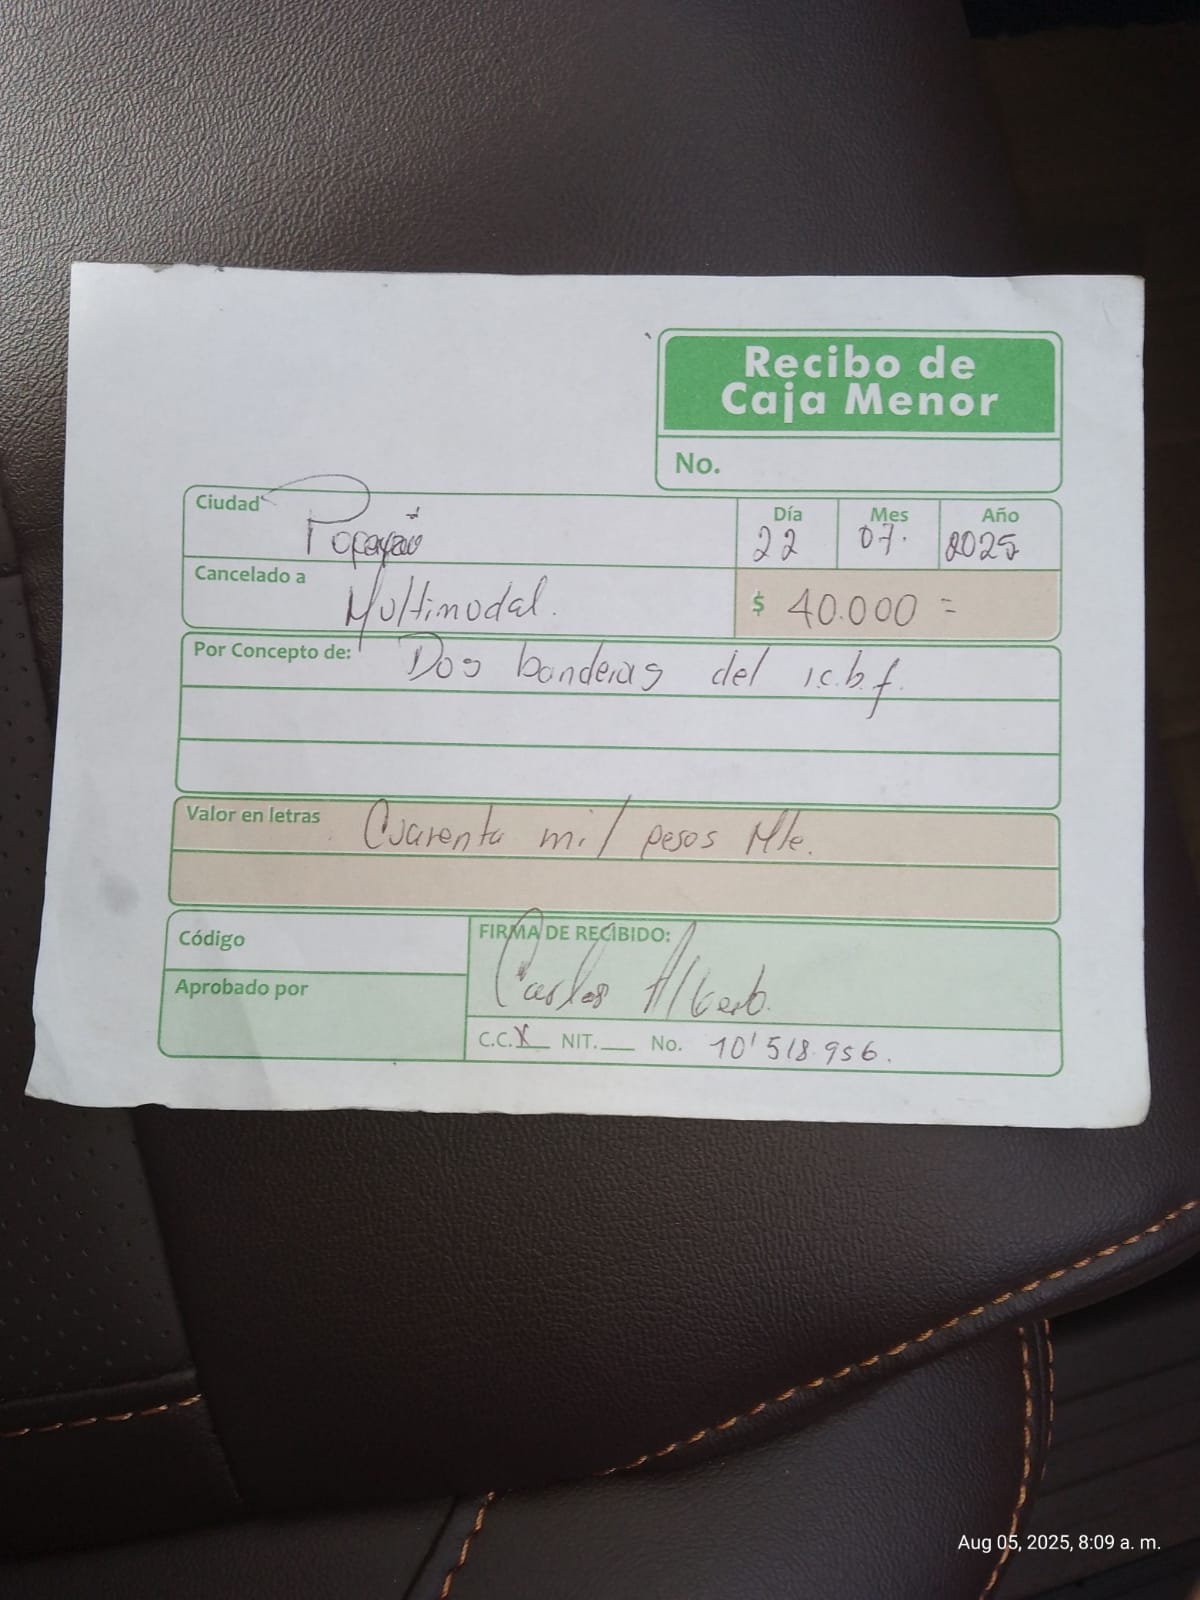 Recibo de
Caja Menor
No.
Ciudad Popayán
Día Mes Año
22 07. 2025
Cancelado a Multimodal.
$ 40.000 =
Por Concepto de: Dos banderas del i.c.b.f.
Valor en letras Cuarenta mil pesos M/e.
Código
Aprobado por
FIRMA DE RECIBIDO:
Carlos Alberto.
C.C. X NIT.___ No. 10'518.956.
Aug 05, 2025, 8:09 a. m.